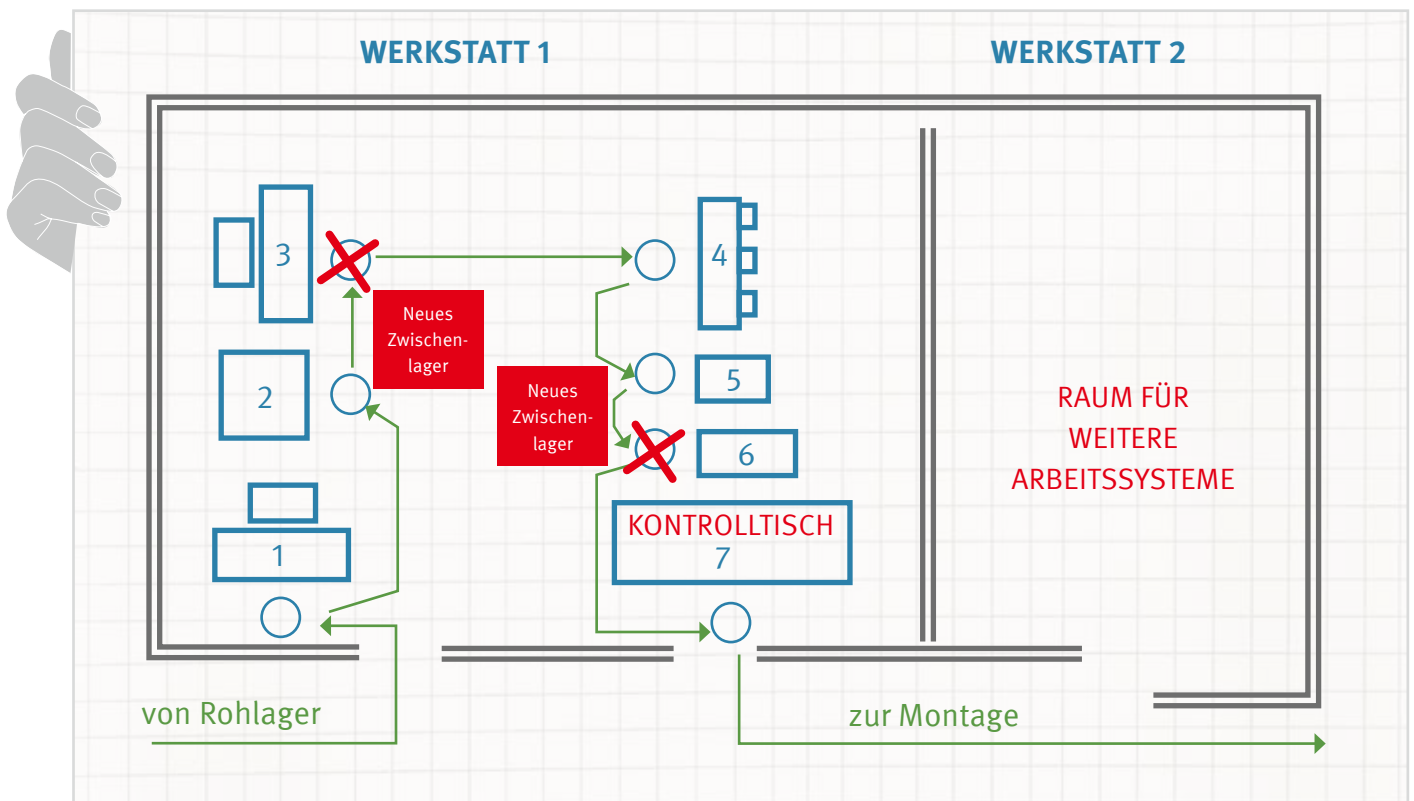 WERKSTATT 1
WERKSTATT 2
3
4
Neues
Zwischen-
lager
2
5
Neues
Zwischen-
lager
6
RAUM FÜR
WEITERE
ARBEITSSYSTEME
1
KONTROLLTISCH
7
von Rohlager
zur Montage